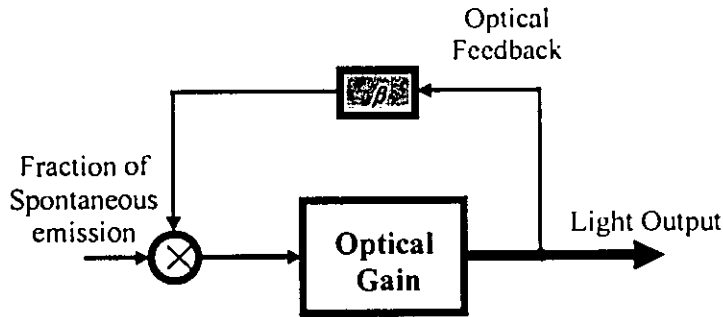 Optical
Feedback
β
Fraction of
Spontaneous
emission
Light Output
Optical
Gain